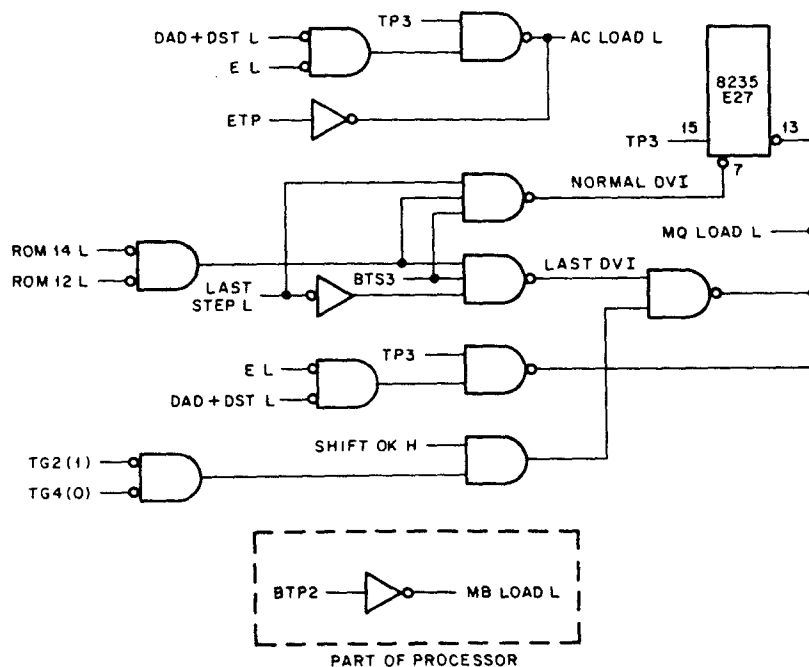 TP3
DAD+DST L
AC LOAD L
E L
8235
E27
ETP
15
13
TP3
7
NORMAL DVI
ROM 14 L
MQ LOAD L
BTS3
LAST DVI
ROM 12 L
LAST
STEP L
TP3
E L
DAD+DST L
SHIFT OK H
TG2(1)
TG4(0)
BTP2
MB LOAD L
PART OF PROCESSOR